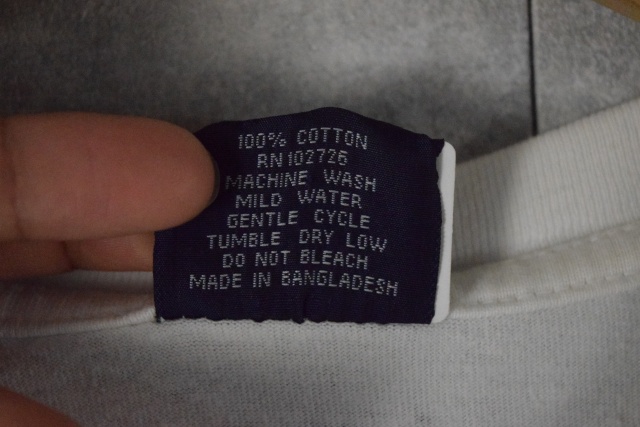 100% COTTON
RN102726
MACHINE WASH
MILD WATER
GENTLE CYCLE
TUMBLE DRY LOW
DO NOT BLEACH
MADE IN BANGLADESH